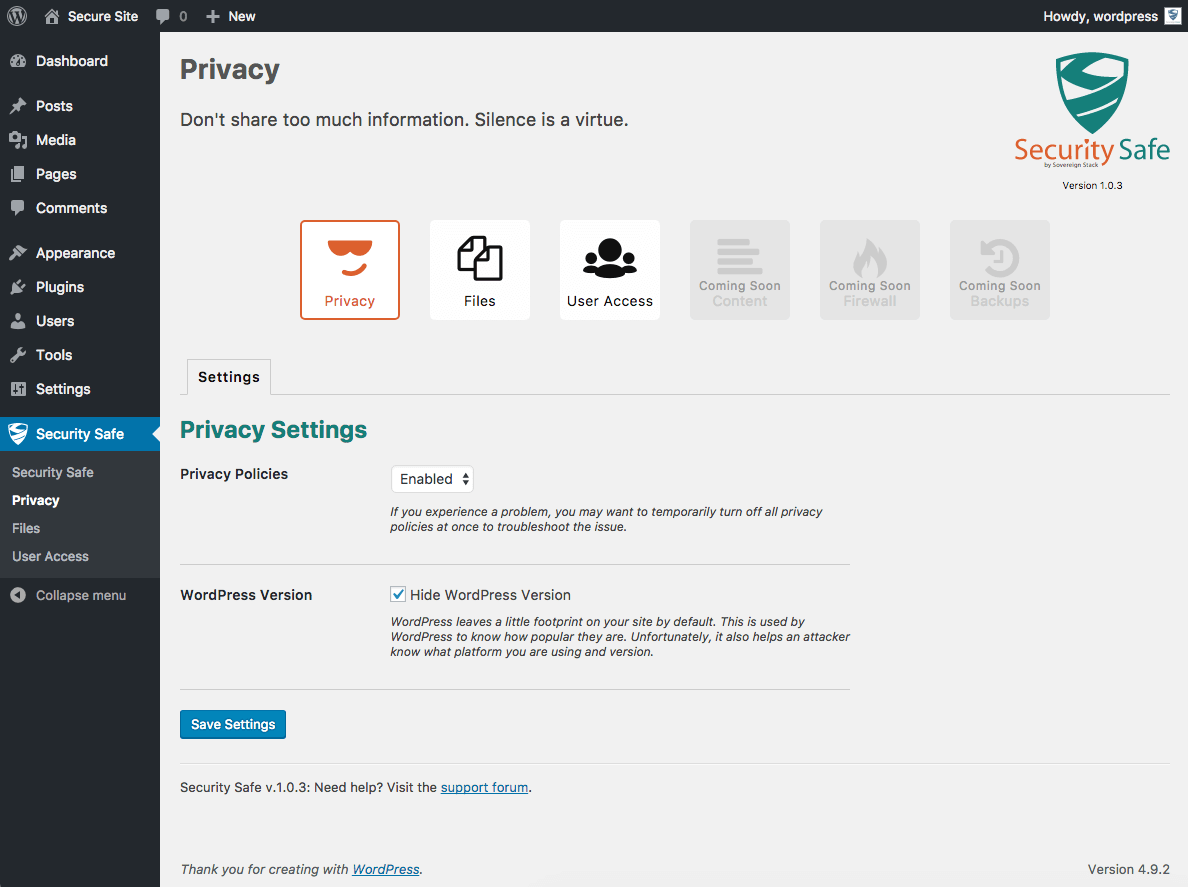 Secure Site
0
New
Howdy, wordpress
Dashboard
Posts
Media
Pages
Comments
Appearance
Plugins
Users
Tools
Settings
Security Safe
Security Safe
Privacy
Files
User Access
Collapse menu
Privacy
Don't share too much information. Silence is a virtue.
Security Safe
by Sovereign Stack
Version 1.0.3
Privacy
Files
User Access
Coming Soon
Content
Coming Soon
Firewall
Coming Soon
Backups
Settings
Privacy Settings
Privacy Policies
Enabled
If you experience a problem, you may want to temporarily turn off all privacy
policies at once to troubleshoot the issue.
WordPress Version
Hide WordPress Version
WordPress leaves a little footprint on your site by default. This is used by
WordPress to know how popular they are. Unfortunately, it also helps an attacker
know what platform you are using and version.
Save Settings
Security Safe v.1.0.3: Need help? Visit the support forum.
Thank you for creating with WordPress.
Version 4.9.2